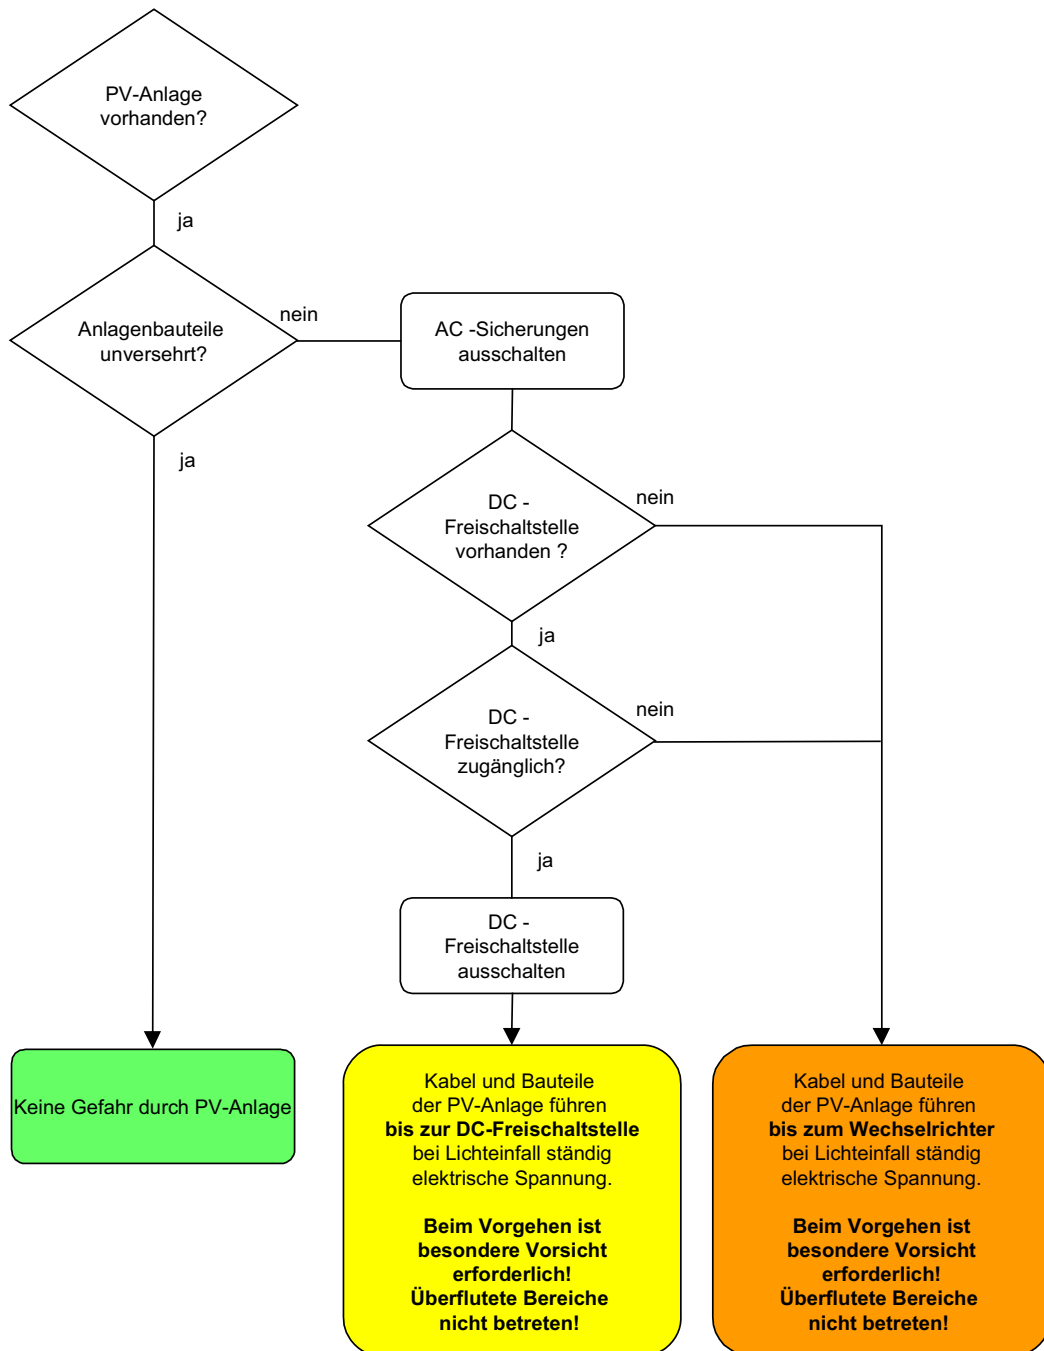 PV-Anlage
vorhanden?
ja
Anlagenbauteile
unversehrt?
nein
ja
AC -Sicherungen
ausschalten
DC -
Freischaltstelle
vorhanden ?
nein
ja
DC -
Freischaltstelle
zugänglich?
nein
ja
DC -
Freischaltstelle
ausschalten
Keine Gefahr durch PV-Anlage
Kabel und Bauteile
der PV-Anlage führen
bis zur DC-Freischaltstelle
bei Lichteinfall ständig
elektrische Spannung.
Beim Vorgehen ist
besondere Vorsicht
erforderlich!
Überflutete Bereiche
nicht betreten!
Kabel und Bauteile
der PV-Anlage führen
bis zum Wechselrichter
bei Lichteinfall ständig
elektrische Spannung.
Beim Vorgehen ist
besondere Vorsicht
erforderlich!
Überflutete Bereiche
nicht betreten!